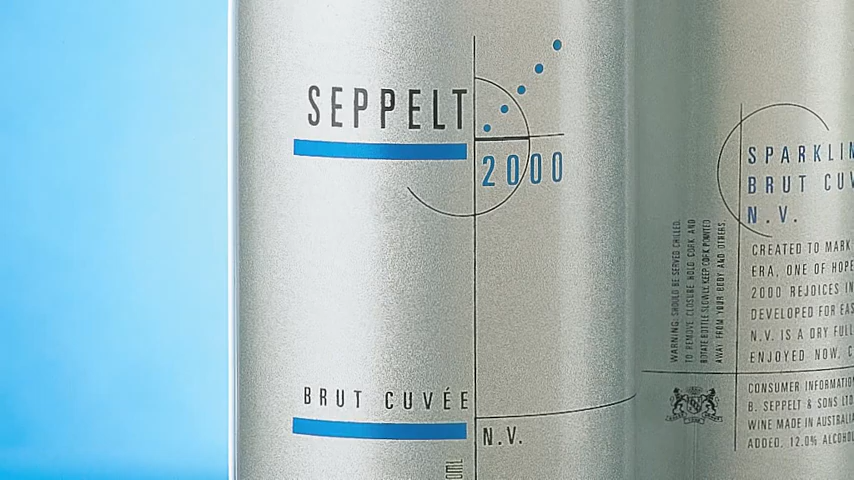 SEPPELT
2000
BRUT CUVÉE
N.V.
SPARKLIN
BRUT CUV
N.V.
CREATED TO MARK
ERA, ONE OF HOPE
2000 REJOICES IN
DEVELOPED FOR EAS
N.V. IS A DRY FULL
ENJOYED NOW, C
WARNING: SHOULD BE SERVED CHILLED.
TO REMOVE CLOSURE HOLD CORK AND
ROTATE BOTTLE SLOWLY. KEEP CORK POINTED
AWAY FROM YOUR BODY AND OTHERS.
CONSUMER INFORMATIO
B. SEPPELT & SONS LTD
WINE MADE IN AUSTRALIA
ADDED. 12.0% ALCOHO